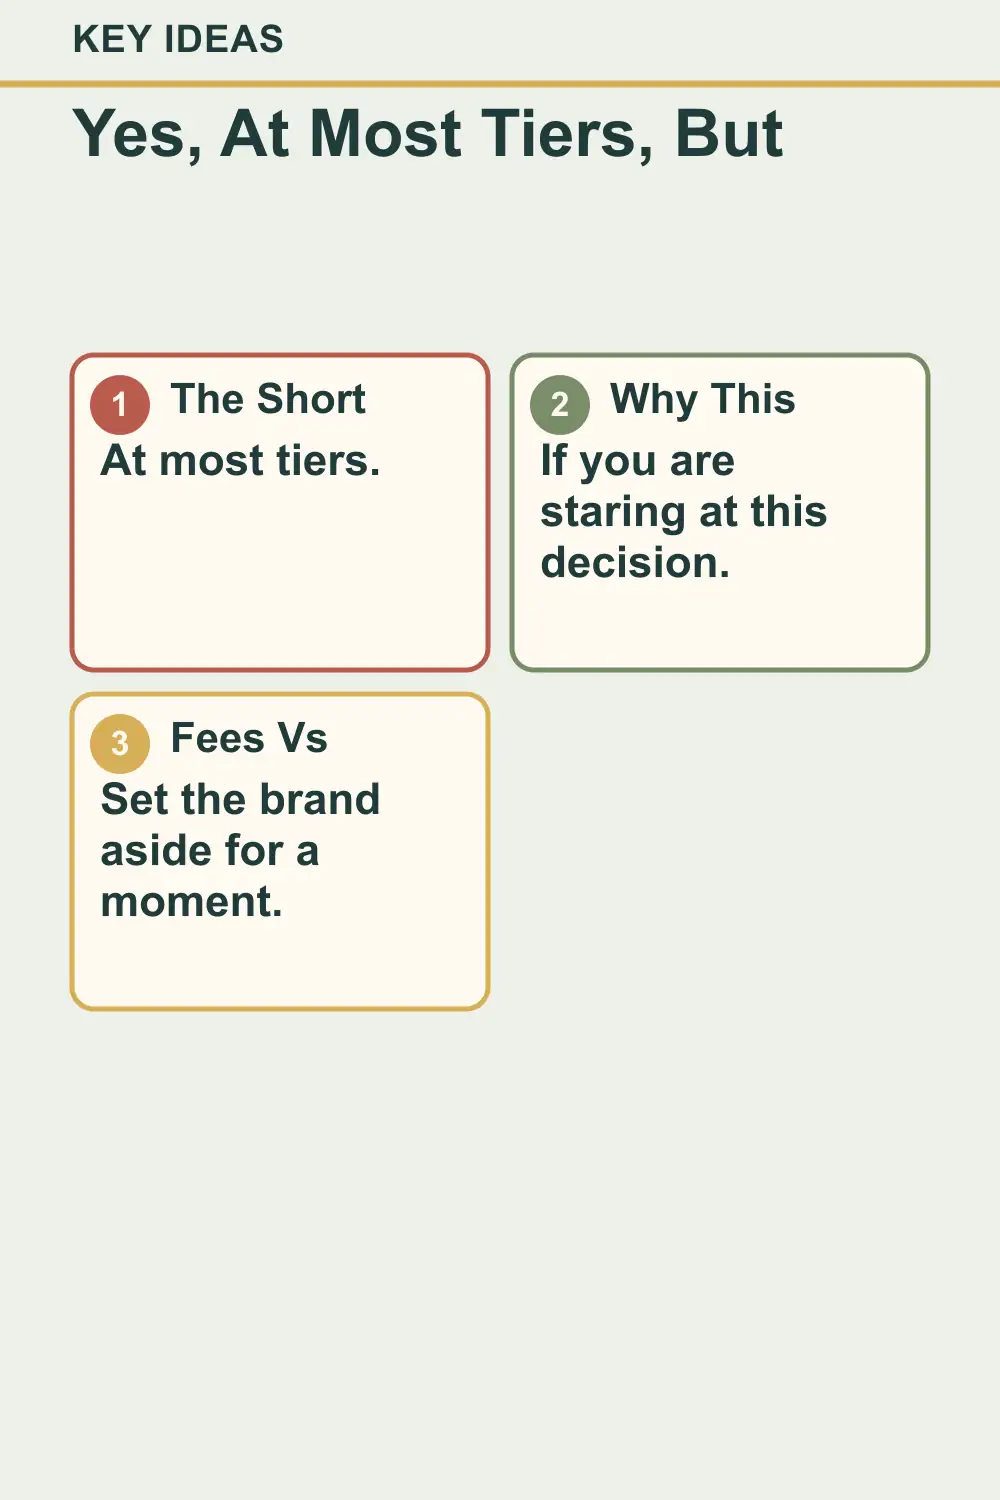 KEY IDEAS
Yes, At Most Tiers, But
1 The Short
At most tiers.
2 Why This
If you are
staring at this
decision.
3 Fees Vs
Set the brand
aside for a
moment.